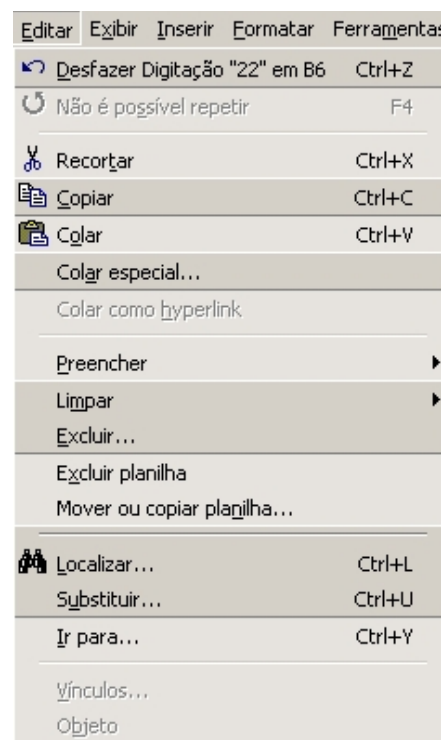 Editar Exibir Inserir Formatar Ferramentas
Desfazer Digitação "22" em B6 Ctrl+Z
Não é possível repetir F4
Recortar Ctrl+X
Copiar Ctrl+C
Colar Ctrl+V
Colar especial...
Colar como hyperlink
Preencher
Limpar
Excluir...
Excluir planilha
Mover ou copiar planilha...
Localizar... Ctrl+L
Substituir... Ctrl+U
Ir para... Ctrl+Y
Vínculos...
Objeto